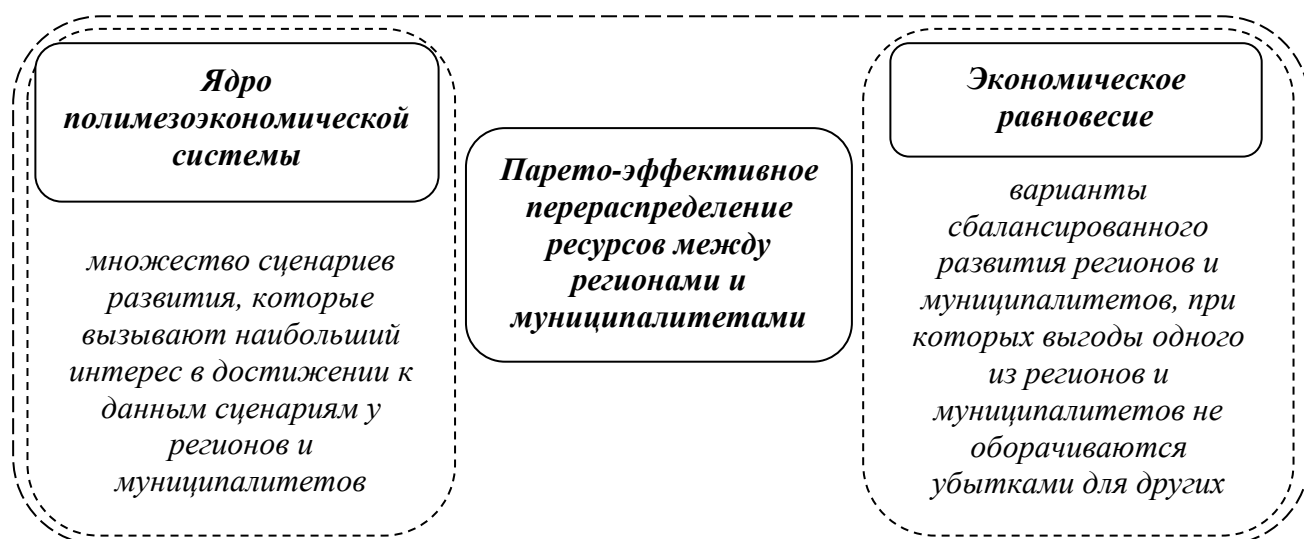 Ядро
полимезоэкономической
системы
множество сценариев
развития, которые
вызывают наибольший
интерес в достижении к
данным сценариям у
регионов и
муниципалитетов
Парето-эффективное
перераспределение
ресурсов между
регионами и
муниципалитетами
Экономическое
равновесие
варианты
сбалансированного
развития регионов и
муниципалитетов, при
которых выгоды одного
из регионов и
муниципалитетов не
оборачиваются
убытками для других